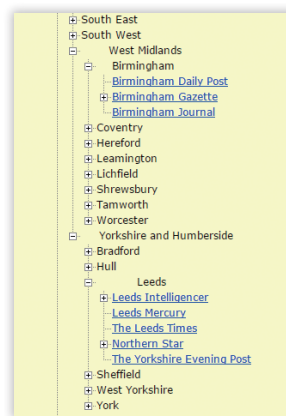 South East
South West
West Midlands
Birmingham
Birmingham Daily Post
Birmingham Gazette
Birmingham Journal
Coventry
Hereford
Leamington
Lichfield
Shrewsbury
Tamworth
Worcester
Yorkshire and Humberside
Bradford
Hull
Leeds
Leeds Intelligencer
Leeds Mercury
The Leeds Times
Northern Star
The Yorkshire Evening Post
Sheffield
West Yorkshire
York